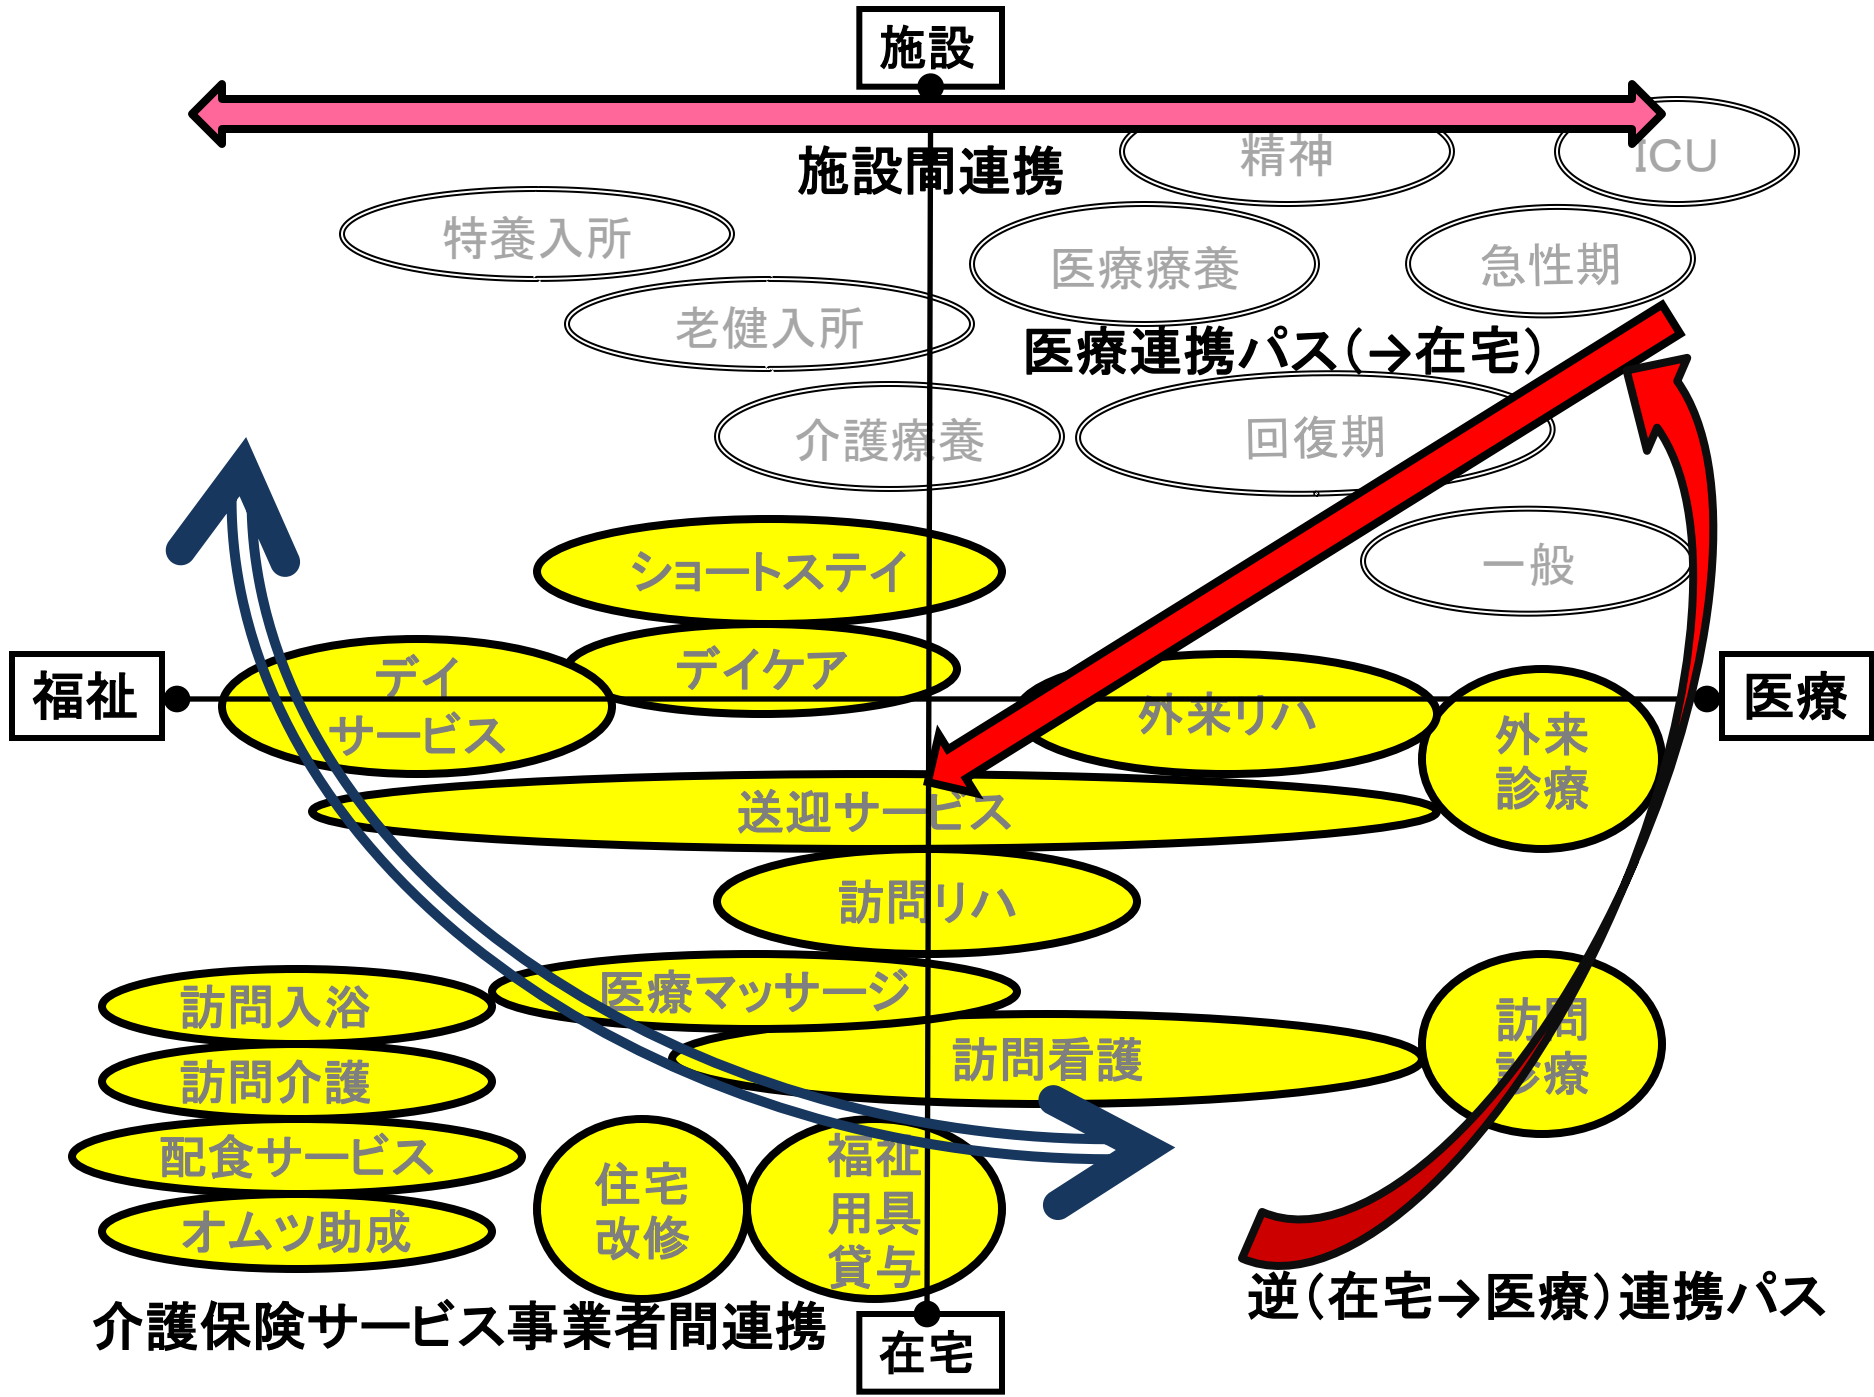 施設
施設間連携
精神
ICU
特養入所
医療療養
急性期
老健入所
医療連携パス(→在宅)
介護療養
回復期
ショートステイ
一般
デイケア
デイ
サービス
福祉
医療
外来リハ
外来
診療
送迎サービス
訪問リハ
医療マッサージ
訪問入浴
訪問看護
訪問
診療
訪問介護
配食サービス
オムツ助成
住宅
改修
福祉
用具
貸与
逆(在宅→医療)連携パス
介護保険サービス事業者間連携
在宅